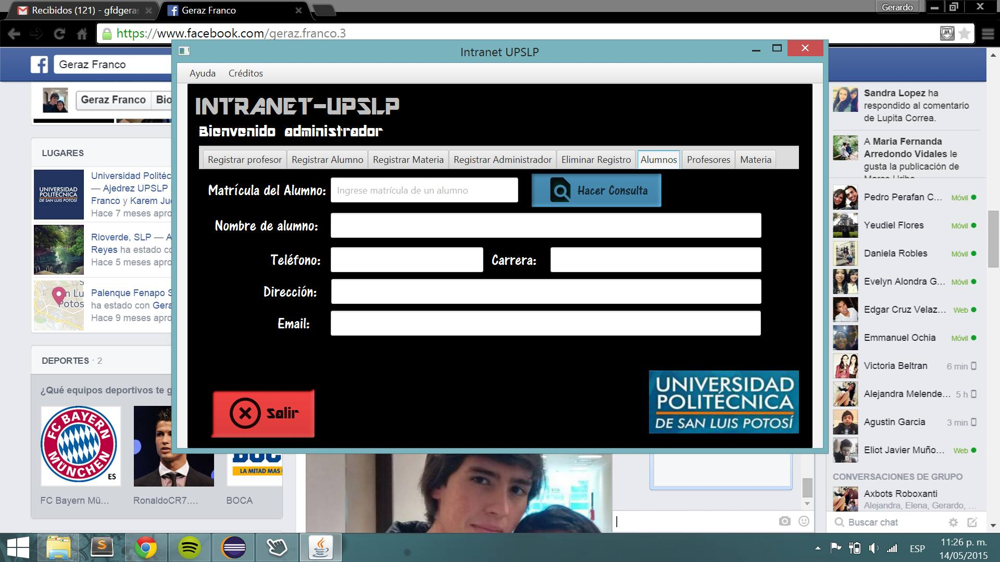 Recibidos (121) - gfdgeras
Geraz Franco
Gerardo
https://www.facebook.com/geraz.franco.3
Geraz Franco
Intranet UPSLP
Ayuda Créditos
Geraz Franco Bio
INTRANET-UPSLP
Bienvenido administrador
Registrar profesor Registrar Alumno Registrar Materia Registrar Administrador Eliminar Registro Alumnos Profesores Materia
Matrícula del Alumno: Ingrese matrícula de un alumno Hacer Consulta
Nombre de alumno:
Teléfono: Carrera:
Dirección:
Email:
Salir
UNIVERSIDAD
POLITÉCNICA
DE SAN LUIS POTOSÍ
LUGARES
UNIVERSIDAD
POLITÉCNICA
DE SAN LUIS POTOSÍ
Universidad Politéc
— Ajedrez UPSLP
Franco y Karem Jud
Hace 7 meses apro
Rioverde, SLP — A
Reyes ha estado co
Hace 5 meses apro
n Lu
Potos
Palenque Fenapo S
ha estado con Gera
Hace 9 meses apro
DEPORTES · 2
¿Qué equipos deportivos te g
FC BAYERN
MÜNCHEN
ES
BOC
LA MITAD MAS
FC Bayern Mü...
RonaldoCR7....
BOCA
Sandra Lopez ha
respondido al comentario
de Lupita Correa.
A Maria Fernanda
Arredondo Vidales le
gusta la publicación de
Pedro Perafan C... Móvil
Yeudiel Flores Móvil
Daniela Robles Móvil
Evelyn Alondra G... Móvil
Edgar Cruz Velaz... Web
Emmanuel Ochia Móvil
Victoria Beltran 6 min
Alejandra Melende... 5 h
Agustin Garcia 3 min
Eliot Javier Muño... Web
CONVERSACIONES DE GRUPO
Axbots Roboxanti
Alejandra, Elena, Gerardo, ...
Buscar chat
ESP
11:26 p. m.
14/05/2015